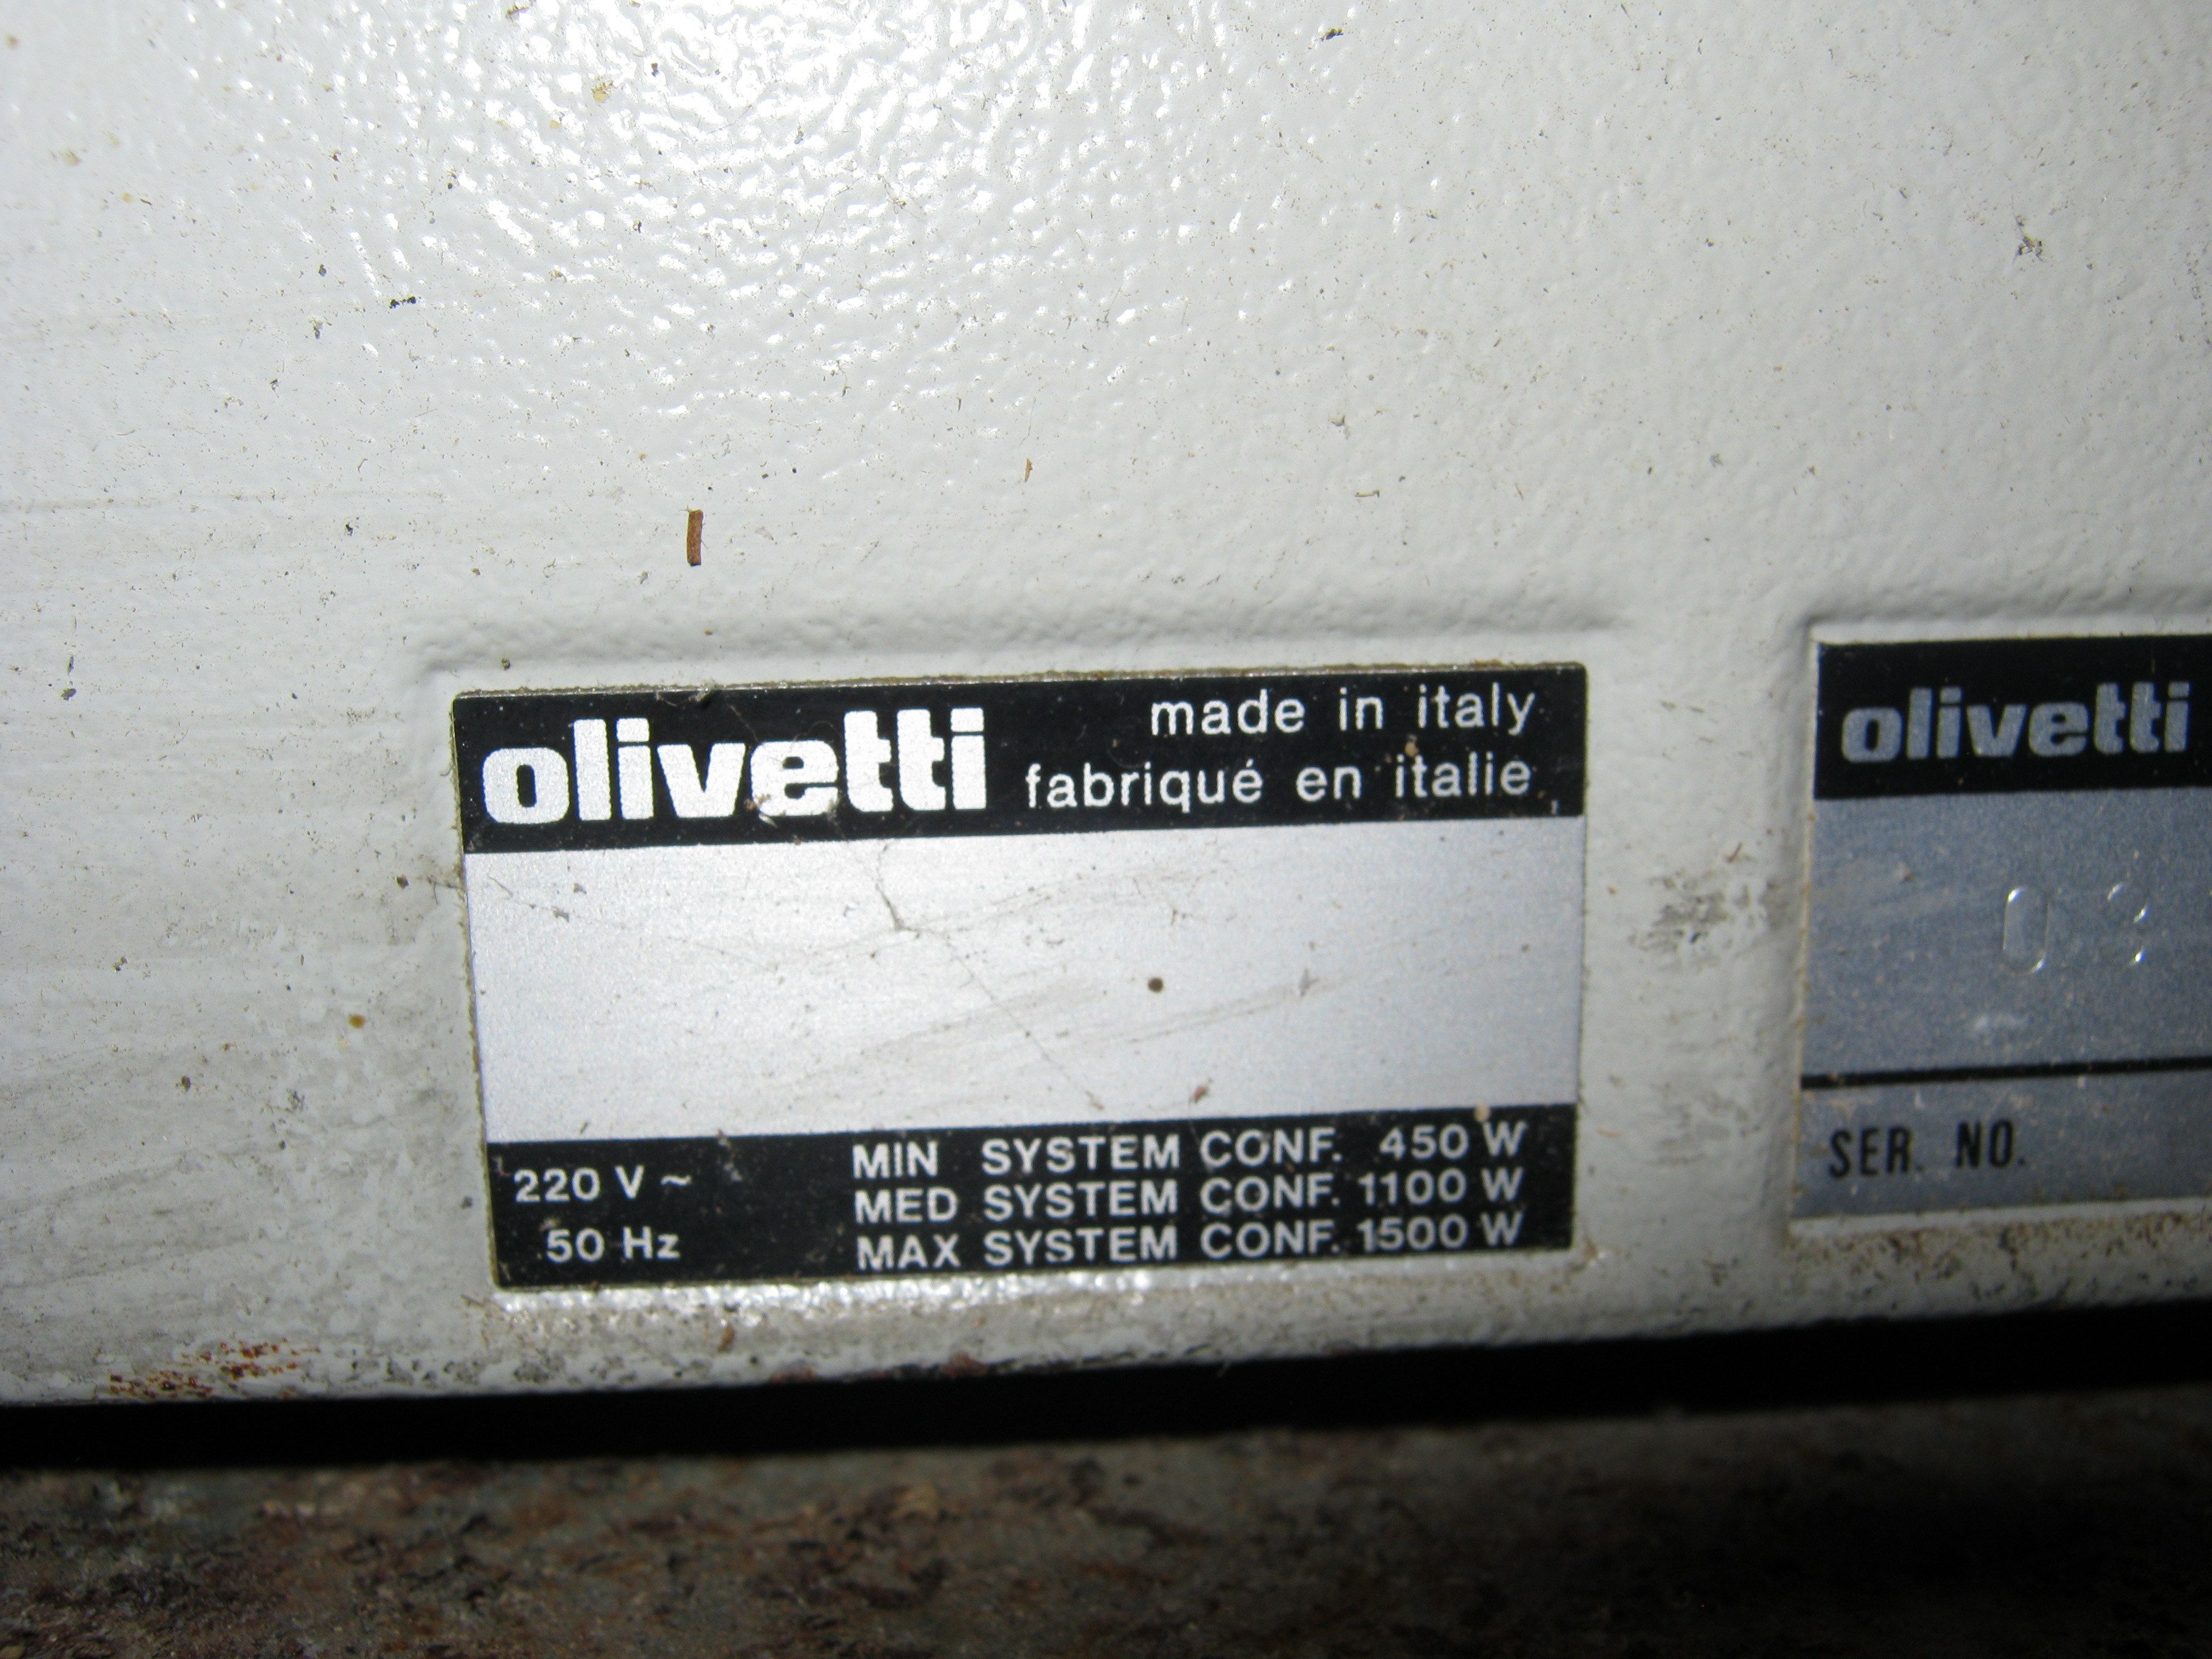 olivetti
made in italy
fabriqué en italie
220 V ~
50 Hz
MIN SYSTEM CONF. 450 W
MED SYSTEM CONF. 1100 W
MAX SYSTEM CONF. 1500 W
olivetti
SER. NO.